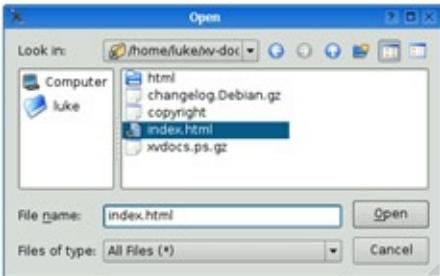 Open
Look in: /home/luke/xv-doc
Computer
luke
html
changelog.Debian.gz
copyright
index.html
xvdocs.ps.gz
File name: index.html
Open
Files of type: All Files (*)
Cancel